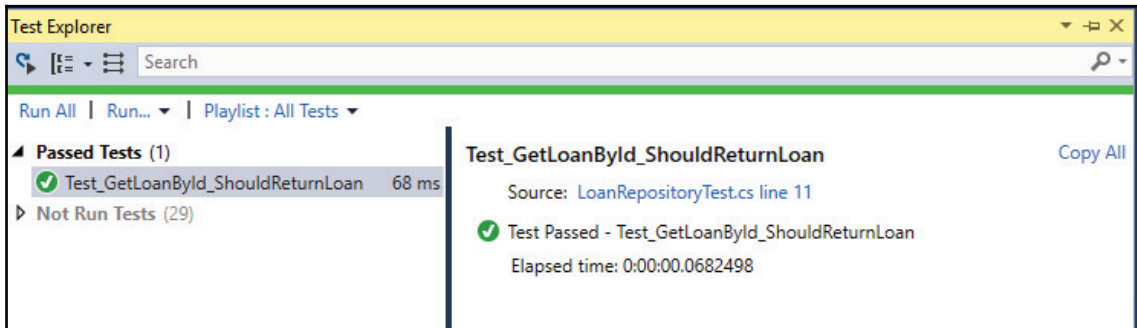 Test Explorer
Search
Run All | Run... | Playlist : All Tests
Passed Tests (1)
Test_GetLoanById_ShouldReturnLoan 68 ms
Not Run Tests (29)
Test_GetLoanById_ShouldReturnLoan Copy All
Source: LoanRepositoryTest.cs line 11
Test Passed - Test_GetLoanById_ShouldReturnLoan
Elapsed time: 0:00:00.0682498